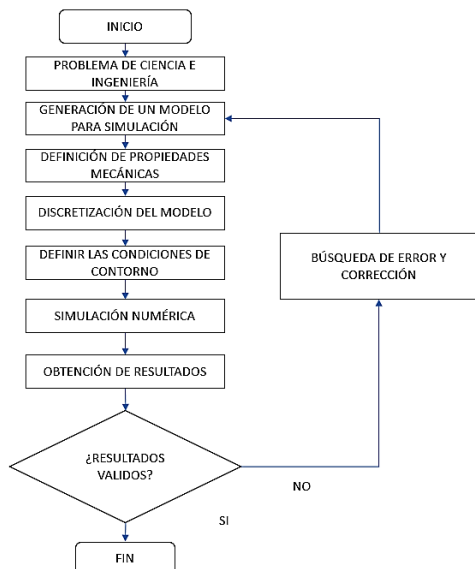 INICIO
PROBLEMA DE CIENCIA E
INGENIERÍA
GENERACIÓN DE UN MODELO
PARA SIMULACIÓN
DEFINICIÓN DE PROPIEDADES
MECÁNICAS
DISCRETIZACIÓN DEL MODELO
DEFINIR LAS CONDICIONES DE
CONTORNO
BÚSQUEDA DE ERROR Y
CORRECCIÓN
SIMULACIÓN NUMÉRICA
OBTENCIÓN DE RESULTADOS
¿RESULTADOS
VALIDOS?
NO
SI
FIN